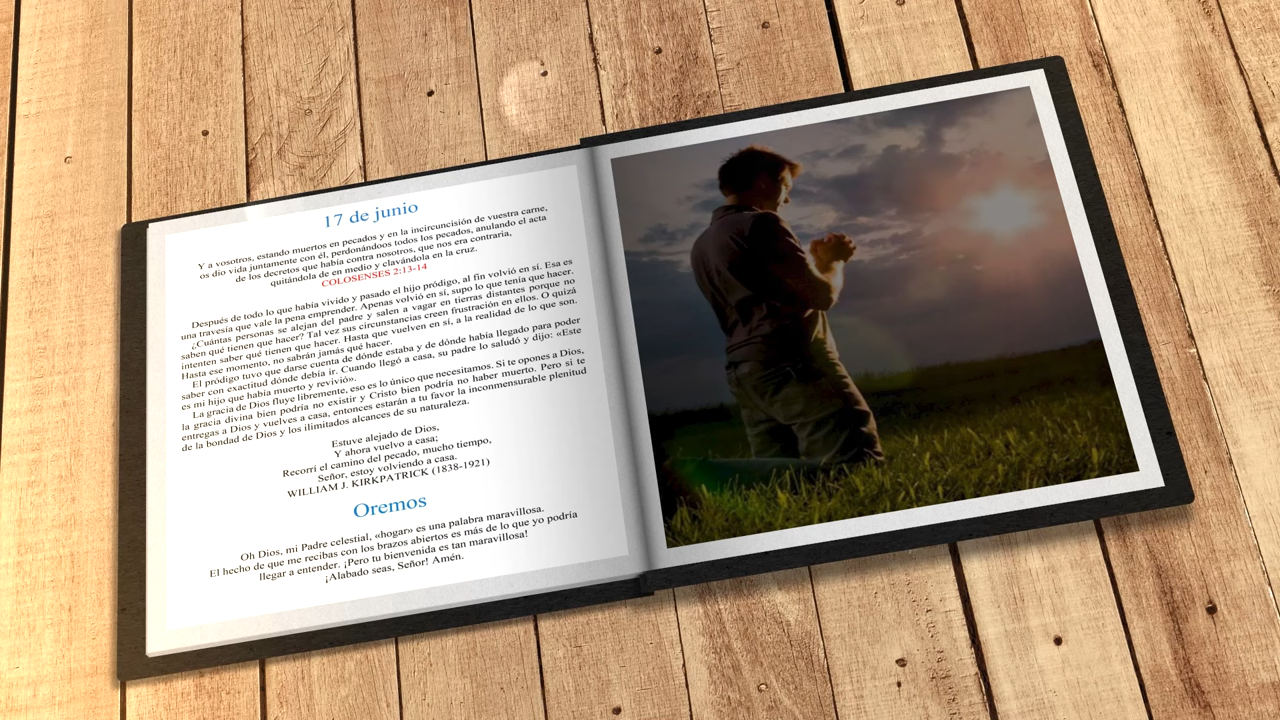 17 de junio
Y a vosotros, estando muertos en pecados y en la incircuncisión de vuestra carne,
os dio vida juntamente con él, perdonándoos todos los pecados, anulando el acta
de los decretos que había contra nosotros, que nos era contraria,
quitándola de en medio y clavándola en la cruz.
COLOSENSES 2:13-14
Después de todo lo que había vivido y pasado el hijo pródigo, al fin volvió en sí. Esa es
una travesía que vale la pena emprender. Apenas volvió en sí, supo lo que tenía que hacer.
¿Cuántas personas se alejan del padre y salen a vagar en tierras distantes porque no
saben qué tienen que hacer? Tal vez sus circunstancias creen frustración en ellos. O quizá
intenten saber qué tienen que hacer. Hasta que vuelven en sí, a la realidad de lo que son.
Hasta ese momento, no sabrán jamás qué hacer.
El pródigo tuvo que darse cuenta de dónde estaba y de dónde había llegado para poder
saber con exactitud dónde debía ir. Cuando llegó a casa, su padre lo saludó y dijo: «Este
es mi hijo que había muerto y revivió».
La gracia de Dios fluye libremente, eso es lo único que necesitamos. Si te opones a Dios,
la gracia divina bien podría no existir y Cristo bien podría no haber muerto. Pero si te
entregas a Dios y vuelves a casa, entonces estarán a tu favor la inconmensurable plenitud
de la bondad de Dios y los ilimitados alcances de su naturaleza.
Estuve alejado de Dios,
Y ahora vuelvo a casa;
Recorrí el camino del pecado, mucho tiempo,
Señor, estoy volviendo a casa.
WILLIAM J. KIRKPATRICK (1838-1921)
Oremos
Oh Dios, mi Padre celestial, «hogar» es una palabra maravillosa.
El hecho de que me recibas con los brazos abiertos es más de lo que yo podría
llegar a entender. ¡Pero tu bienvenida es tan maravillosa!
¡Alabado seas, Señor! Amén.